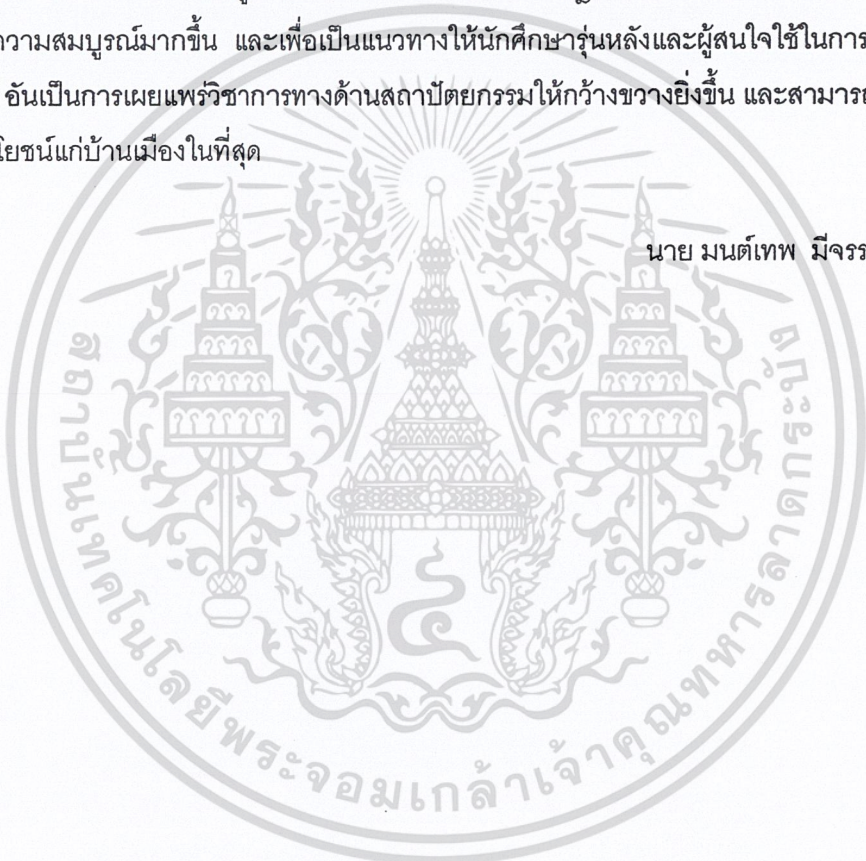 ความสมบูรณ์มากขึ้น และเพื่อเป็นแนวทางให้นักศึกษารุ่นหลังและผู้สนใจใช้ในการ
อันเป็นการเผยแพร่วิชาการทางด้านสถาปัตยกรรมให้กว้างขวางยิ่งขึ้น และสามารถ
โยชน์แก่บ้านเมืองในที่สุด
นาย มนต์เทพ มีจรร
สถาบันเทคโนโลยีพระจอมเกล้าเจ้าคุณทหารลาดกระบัง
๔